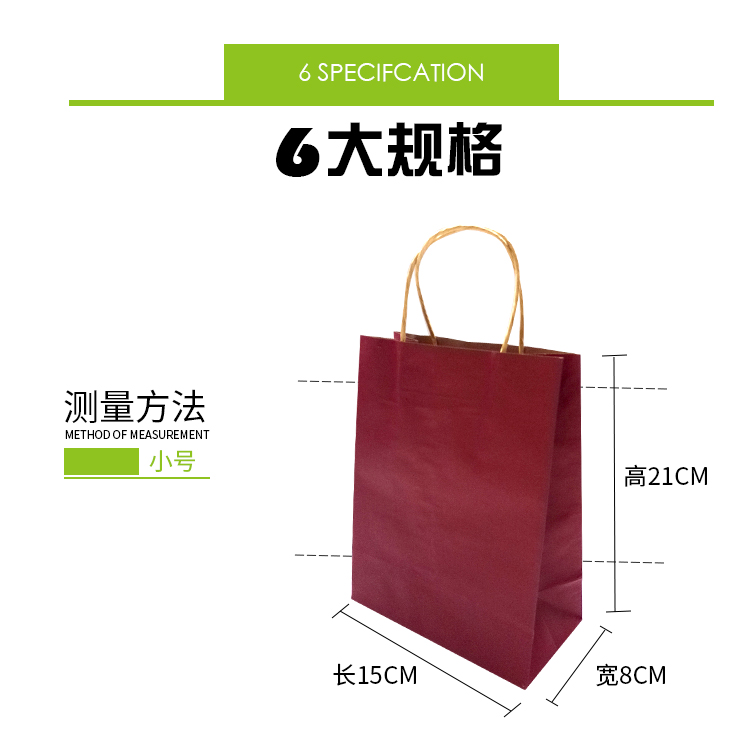 6 SPECIFCATION
6大规格
测量方法
METHOD OF MEASUREMENT
小号
高21CM
长15CM
宽8CM